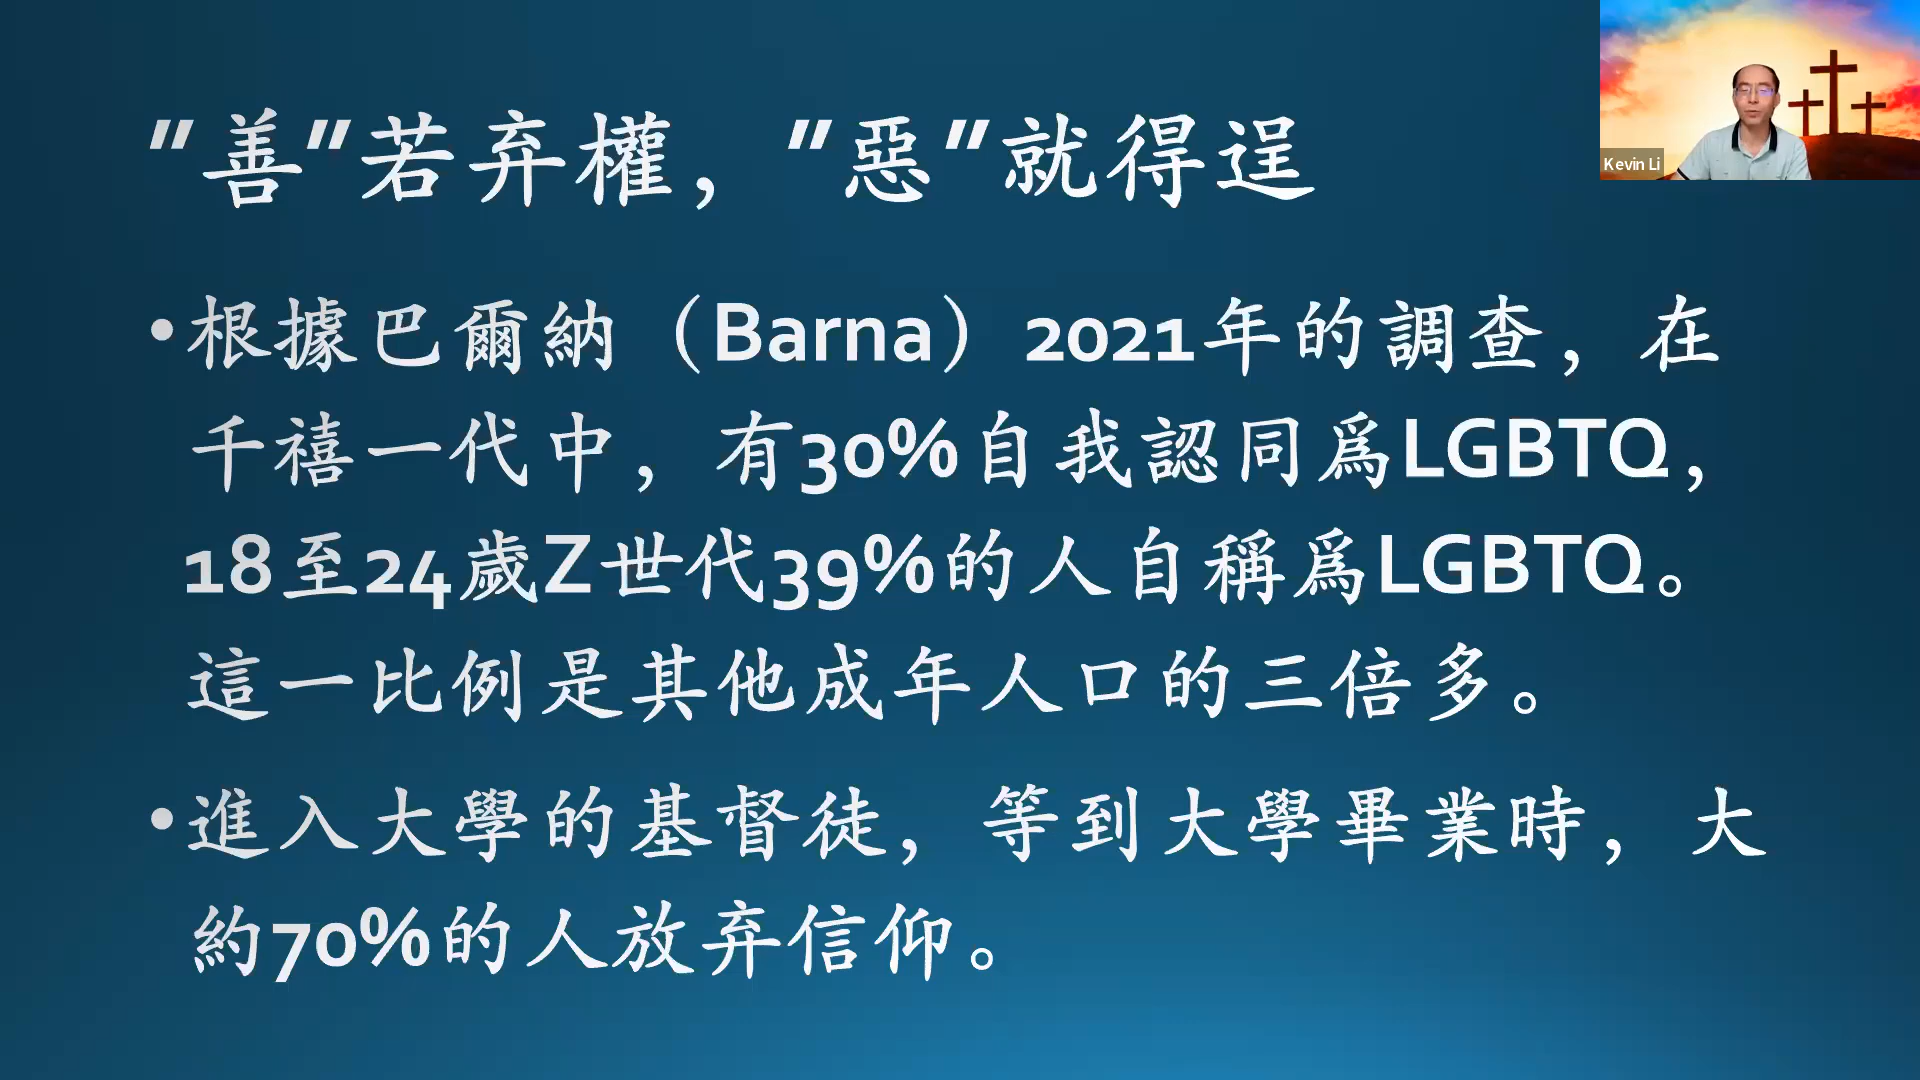 "善"若弃權，"惡"就得逞
Kevin Li
•根據巴爾納（Barna）2021年的調查，在
千禧一代中，有30%自我認同爲LGBTQ，
18至24歲Z世代39%的人自稱爲LGBTQ。
這一比例是其他成年人口的三倍多。
•進入大學的基督徒，等到大學畢業時，大
約70%的人放弃信仰。